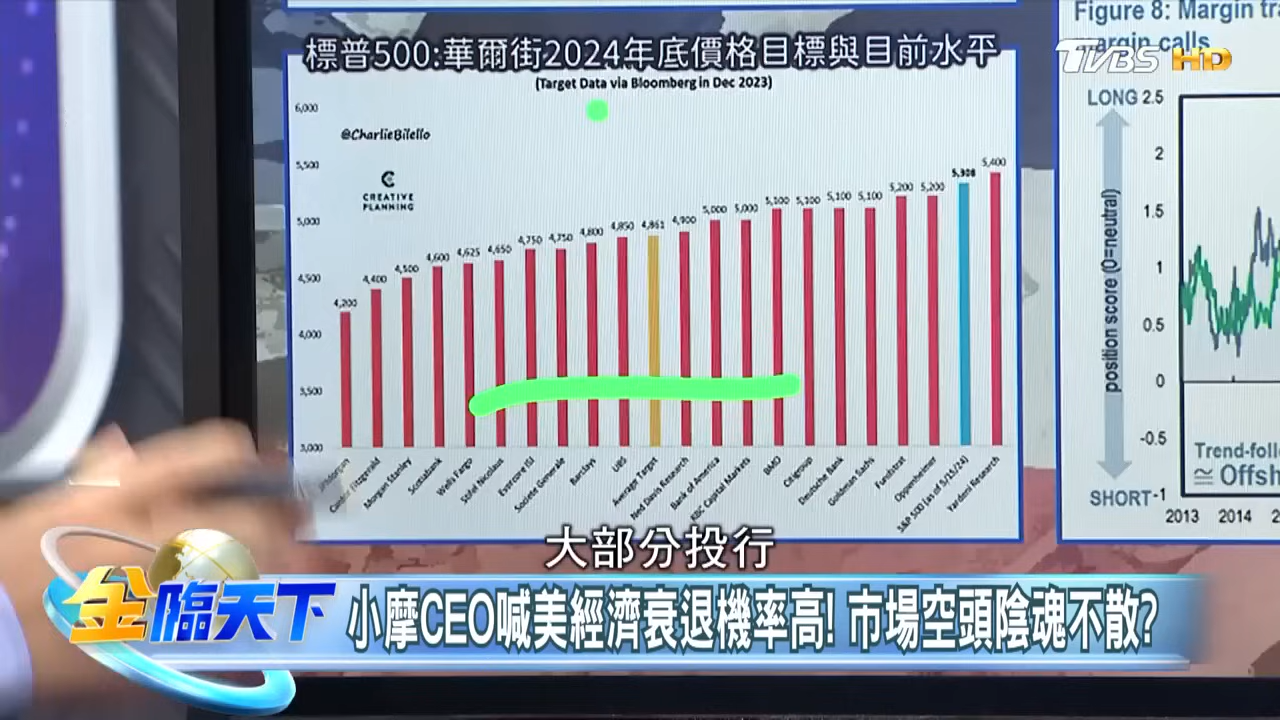 標普500:華爾街2024年底價格目標與目前水平
(Target Data via Bloomberg in Dec 2023)
@CharlieBilello
CREATIVE
PLANNING
6,000
5,500
5,000
4,500
4,000
3,500
3,000
4,200
4,400
4,500
4,600
4,625
4,650
4,750
4,750
4,800
4,850
4,861
4,900
5,000
5,000
5,100
5,100
5,100
5,100
5,200
5,200
5,308
5,400
Cantor Fitzgerald
Morgan Stanley
Scotiabank
Wells Fargo
Stifel Nicolaus
Evercore ISI
Societe Generale
Barclays
UBS
Average Target
Ned Davis Research
Bank of America
RBC Capital Markets
BMO
Citigroup
Deutsche Bank
Goldman Sachs
Fundstrat
Oppenheimer
S&P 500 (as of 5/15/24)
Yardeni Research
Figure 8: Margin
margin calls
TVBS HD
LONG
2.5
2
1.5
1
0.5
0
-0.5
-1
position score (0=neutral)
SHORT
Trend-foll
≅ Offsh
2013
2014
大部分投行
金臨天下
小摩CEO喊美經濟衰退機率高! 市場空頭陰魂不散?